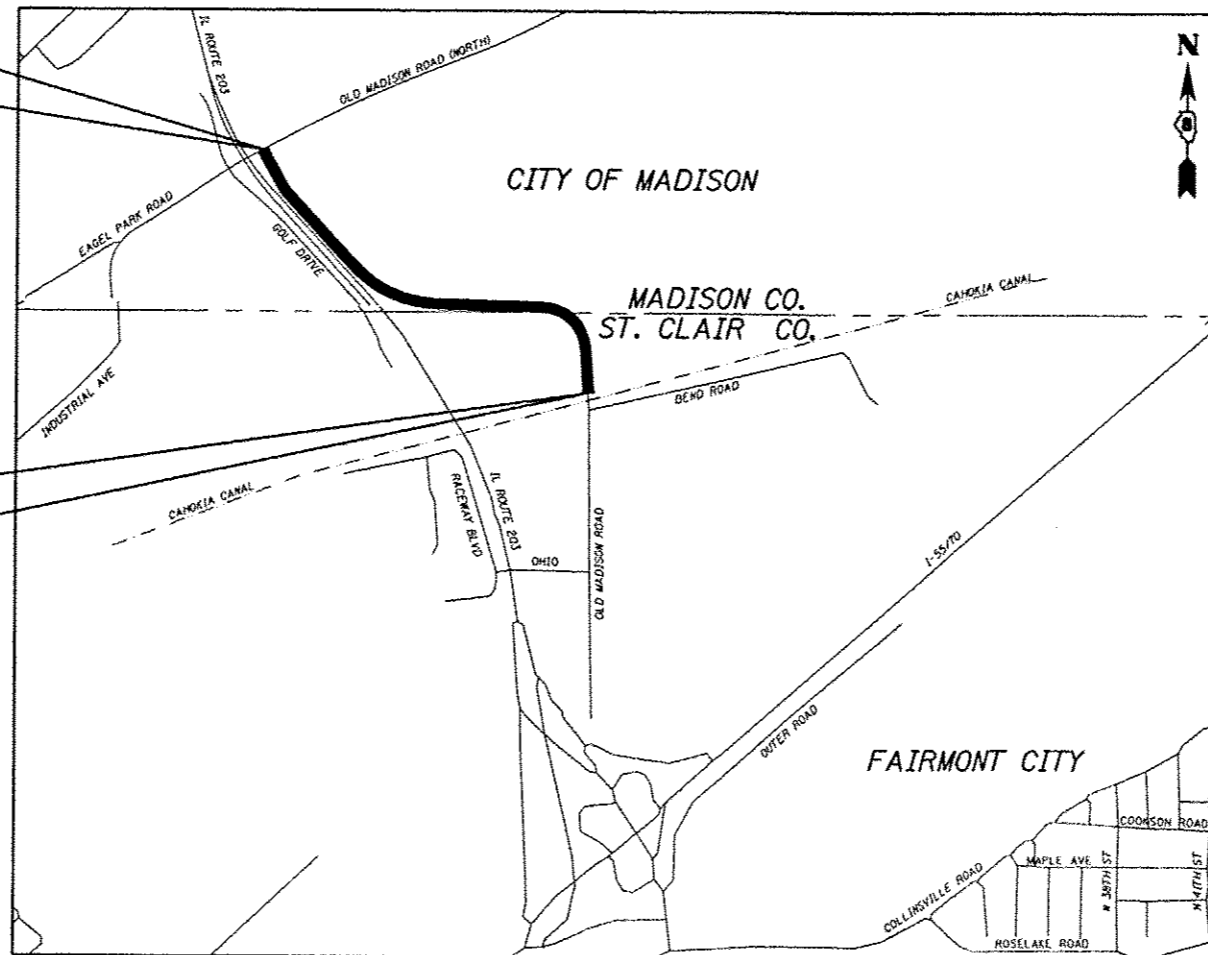 IL ROUTE 203
OLD MADISON ROAD (NORTH)
N
8
CITY OF MADISON
EAGEL PARK ROAD
GOLF DRIVE
MADISON CO.
ST. CLAIR CO.
CAHOKIA CANAL
BEND ROAD
INDUSTRIAL AVE
CAHOKIA CANAL
RACEWAY BLVD
IL ROUTE 203
OHIO
OLD MADISON ROAD
I-55/70
OUTER ROAD
FAIRMONT CITY
COOKSON ROAD
MAPLE AVE
N 38TH ST
N 41TH ST
COLLINSVILLE ROAD
ROSELAKE ROAD